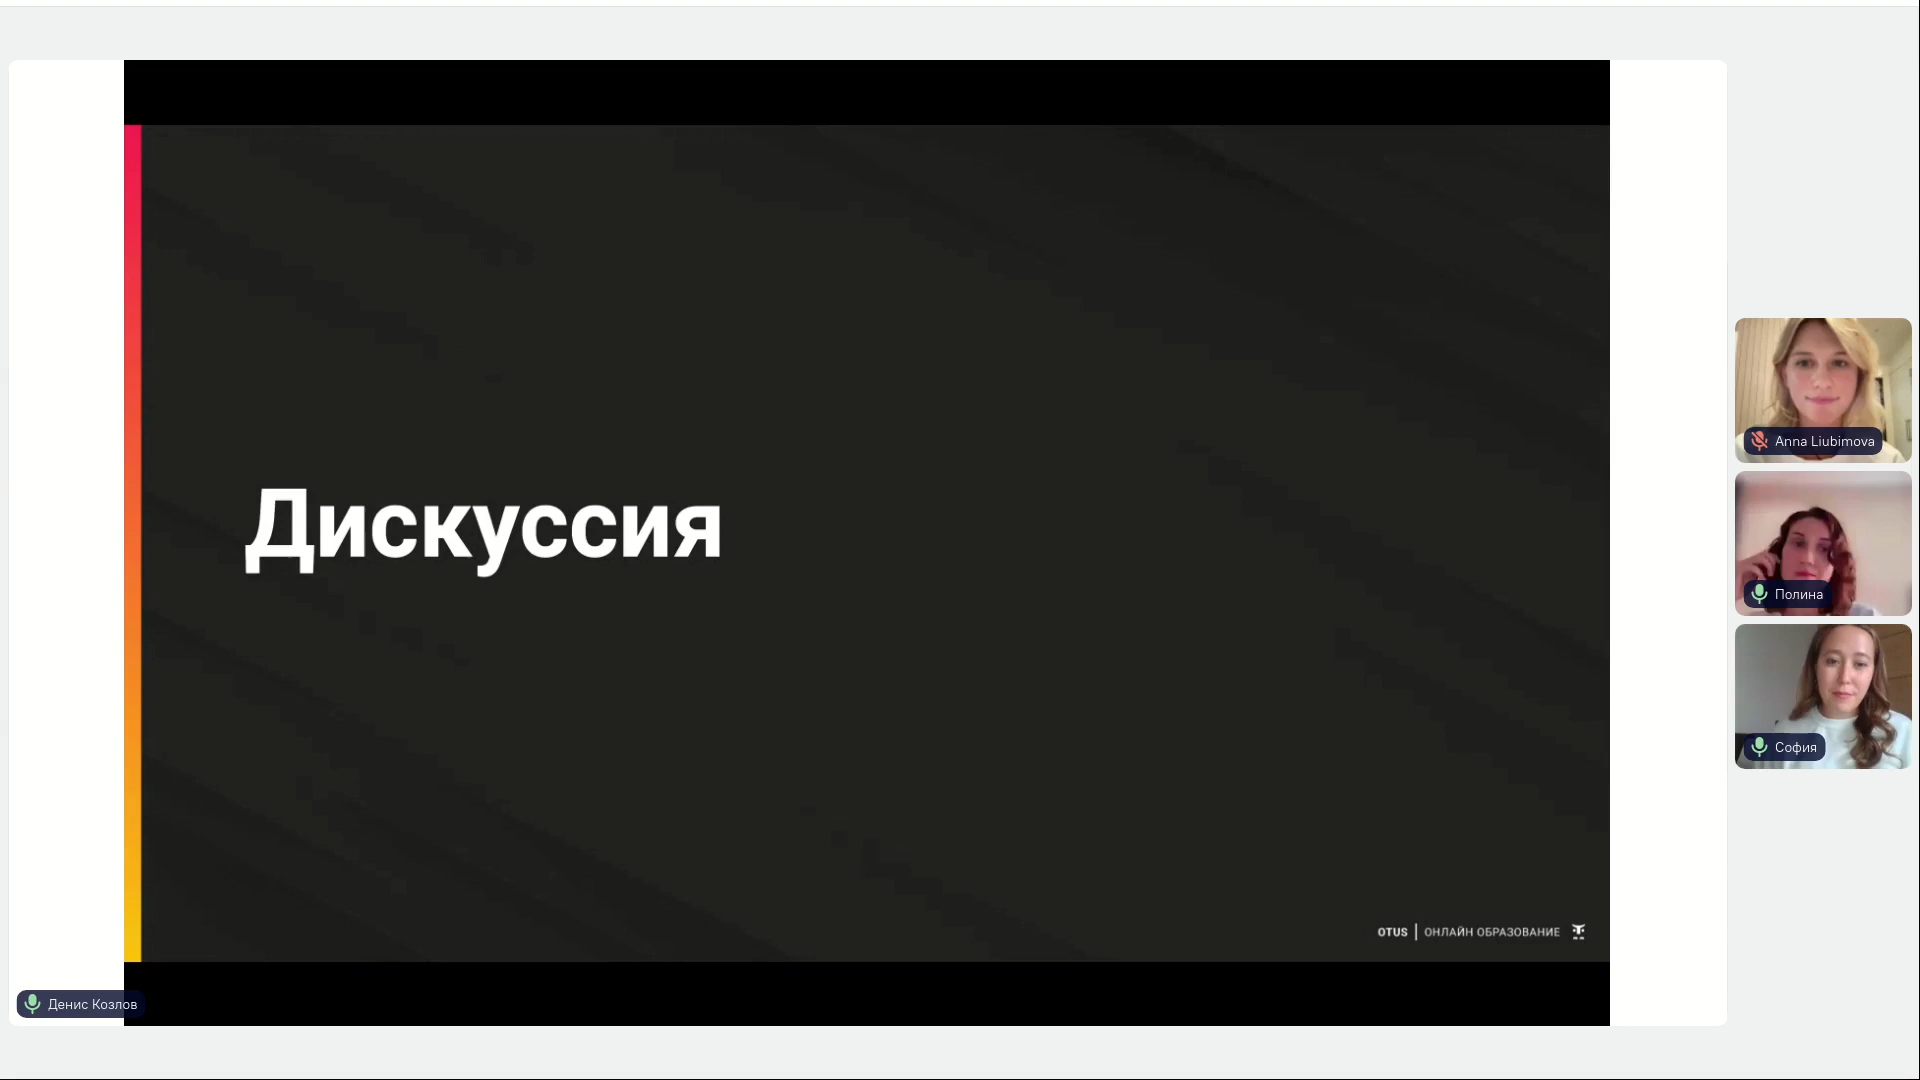 Дискуссия
OTUS | ОНЛАЙН ОБРАЗОВАНИЕ
Anna Liubimova
Полина
София
Денис Козлов